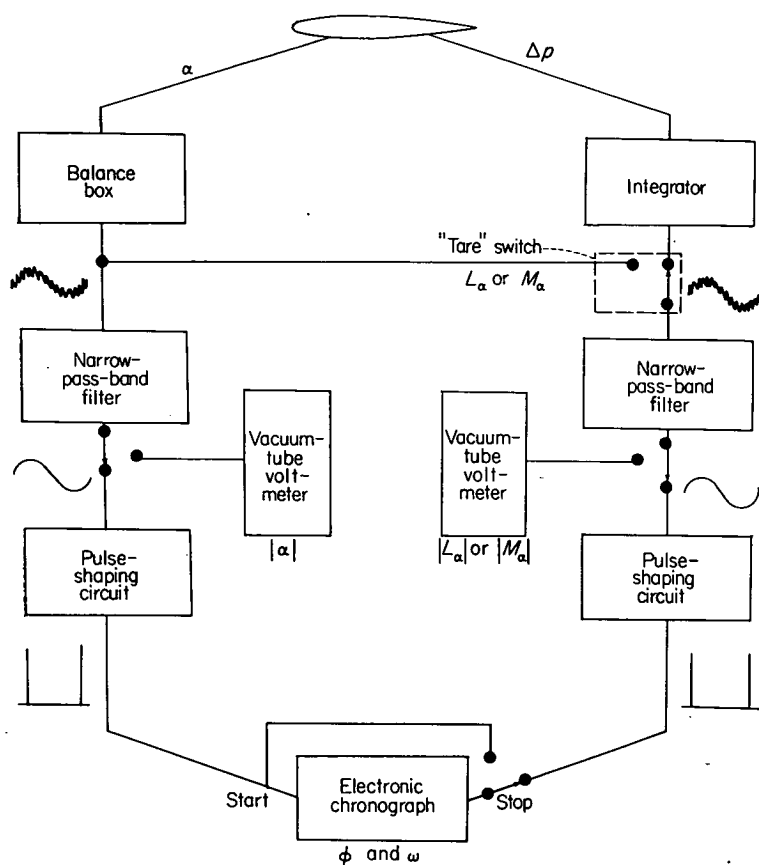 α
Δp
Balance
box
Integrator
"Tare" switch
Lα or Mα
Narrow-
pass-band
filter
Narrow-
pass-band
filter
Vacuum-
tube
volt-
meter
Vacuum-
tube
volt-
meter
|α|
|Lα| or |Mα|
Pulse-
shaping
circuit
Pulse-
shaping
circuit
Start
Electronic
chronograph
Stop
ϕ and ω